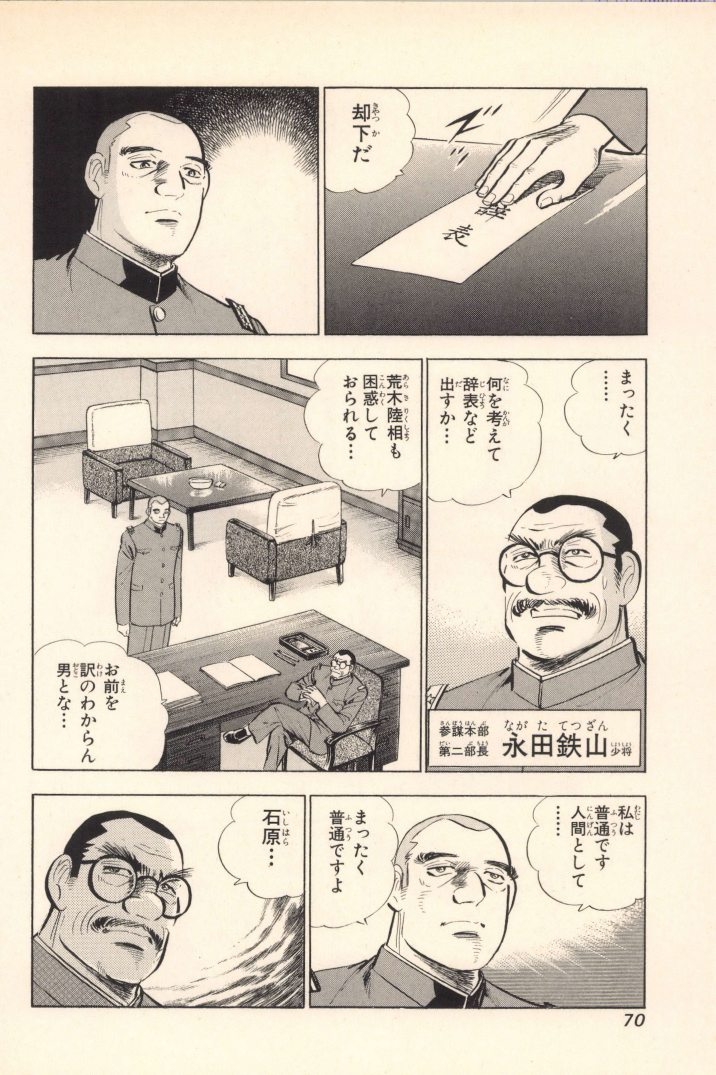 却下だ
辞表
まったく
……
何を考えて
辞表など
出すか…
参謀本部
第二部長
永田鉄山少将
荒木陸相も
困惑して
おられる…
お前を
訳のわからん
男とな…
私は
普通です
人間として
……
まったく
普通ですよ
石原…
70